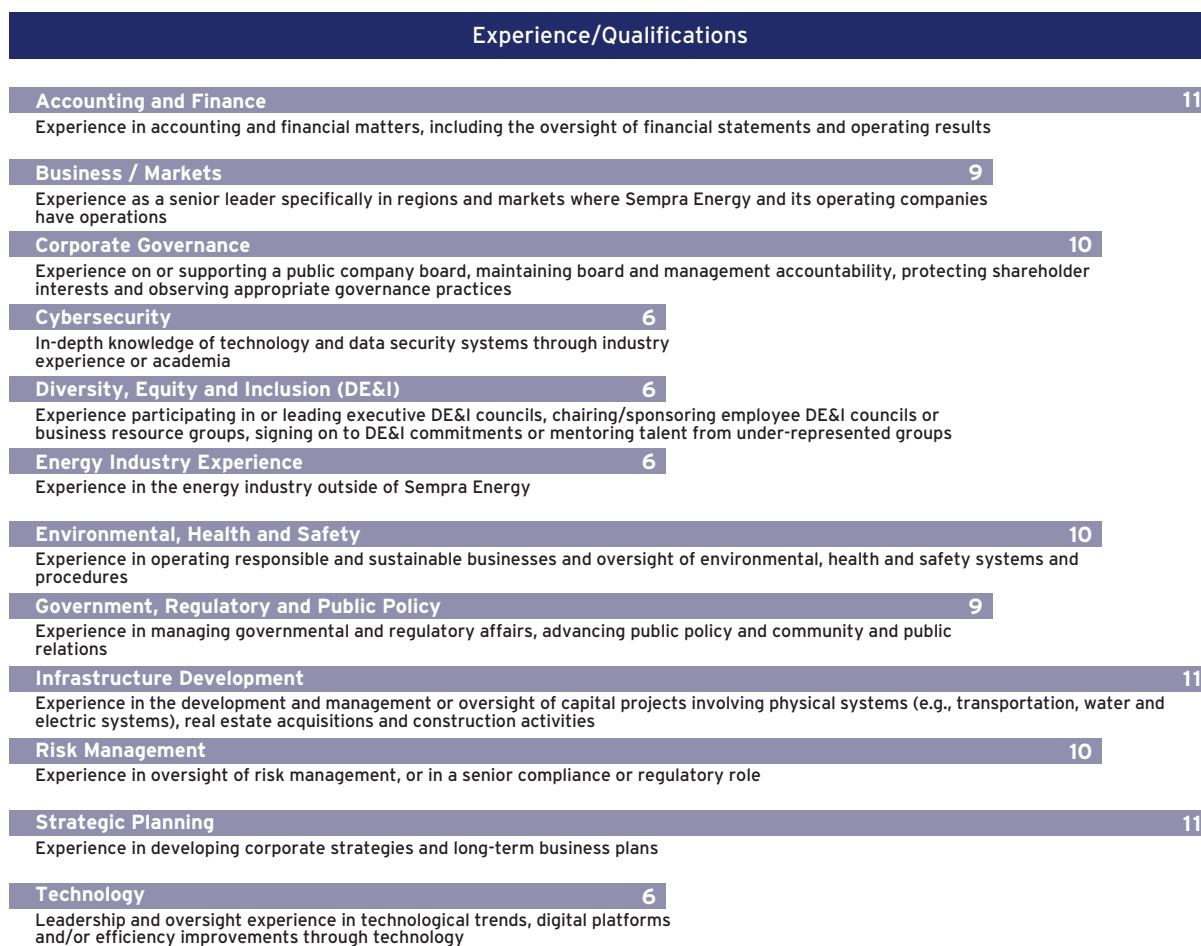 Experience/Qualifications
Accounting and Finance 11
Experience in accounting and financial matters, including the oversight of financial statements and operating results
Business / Markets 9
Experience as a senior leader specifically in regions and markets where Sempra Energy and its operating companies
have operations
Corporate Governance 10
Experience on or supporting a public company board, maintaining board and management accountability, protecting shareholder
interests and observing appropriate governance practices
Cybersecurity 6
In-depth knowledge of technology and data security systems through industry
experience or academia
Diversity, Equity and Inclusion (DE&I) 6
Experience participating in or leading executive DE&I councils, chairing/sponsoring employee DE&I councils or
business resource groups, signing on to DE&I commitments or mentoring talent from under-represented groups
Energy Industry Experience 6
Experience in the energy industry outside of Sempra Energy
Environmental, Health and Safety 10
Experience in operating responsible and sustainable businesses and oversight of environmental, health and safety systems and
procedures
Government, Regulatory and Public Policy 9
Experience in managing governmental and regulatory affairs, advancing public policy and community and public
relations
Infrastructure Development 11
Experience in the development and management or oversight of capital projects involving physical systems (e.g., transportation, water and
electric systems), real estate acquisitions and construction activities
Risk Management 10
Experience in oversight of risk management, or in a senior compliance or regulatory role
Strategic Planning 11
Experience in developing corporate strategies and long-term business plans
Technology 6
Leadership and oversight experience in technological trends, digital platforms
and/or efficiency improvements through technology